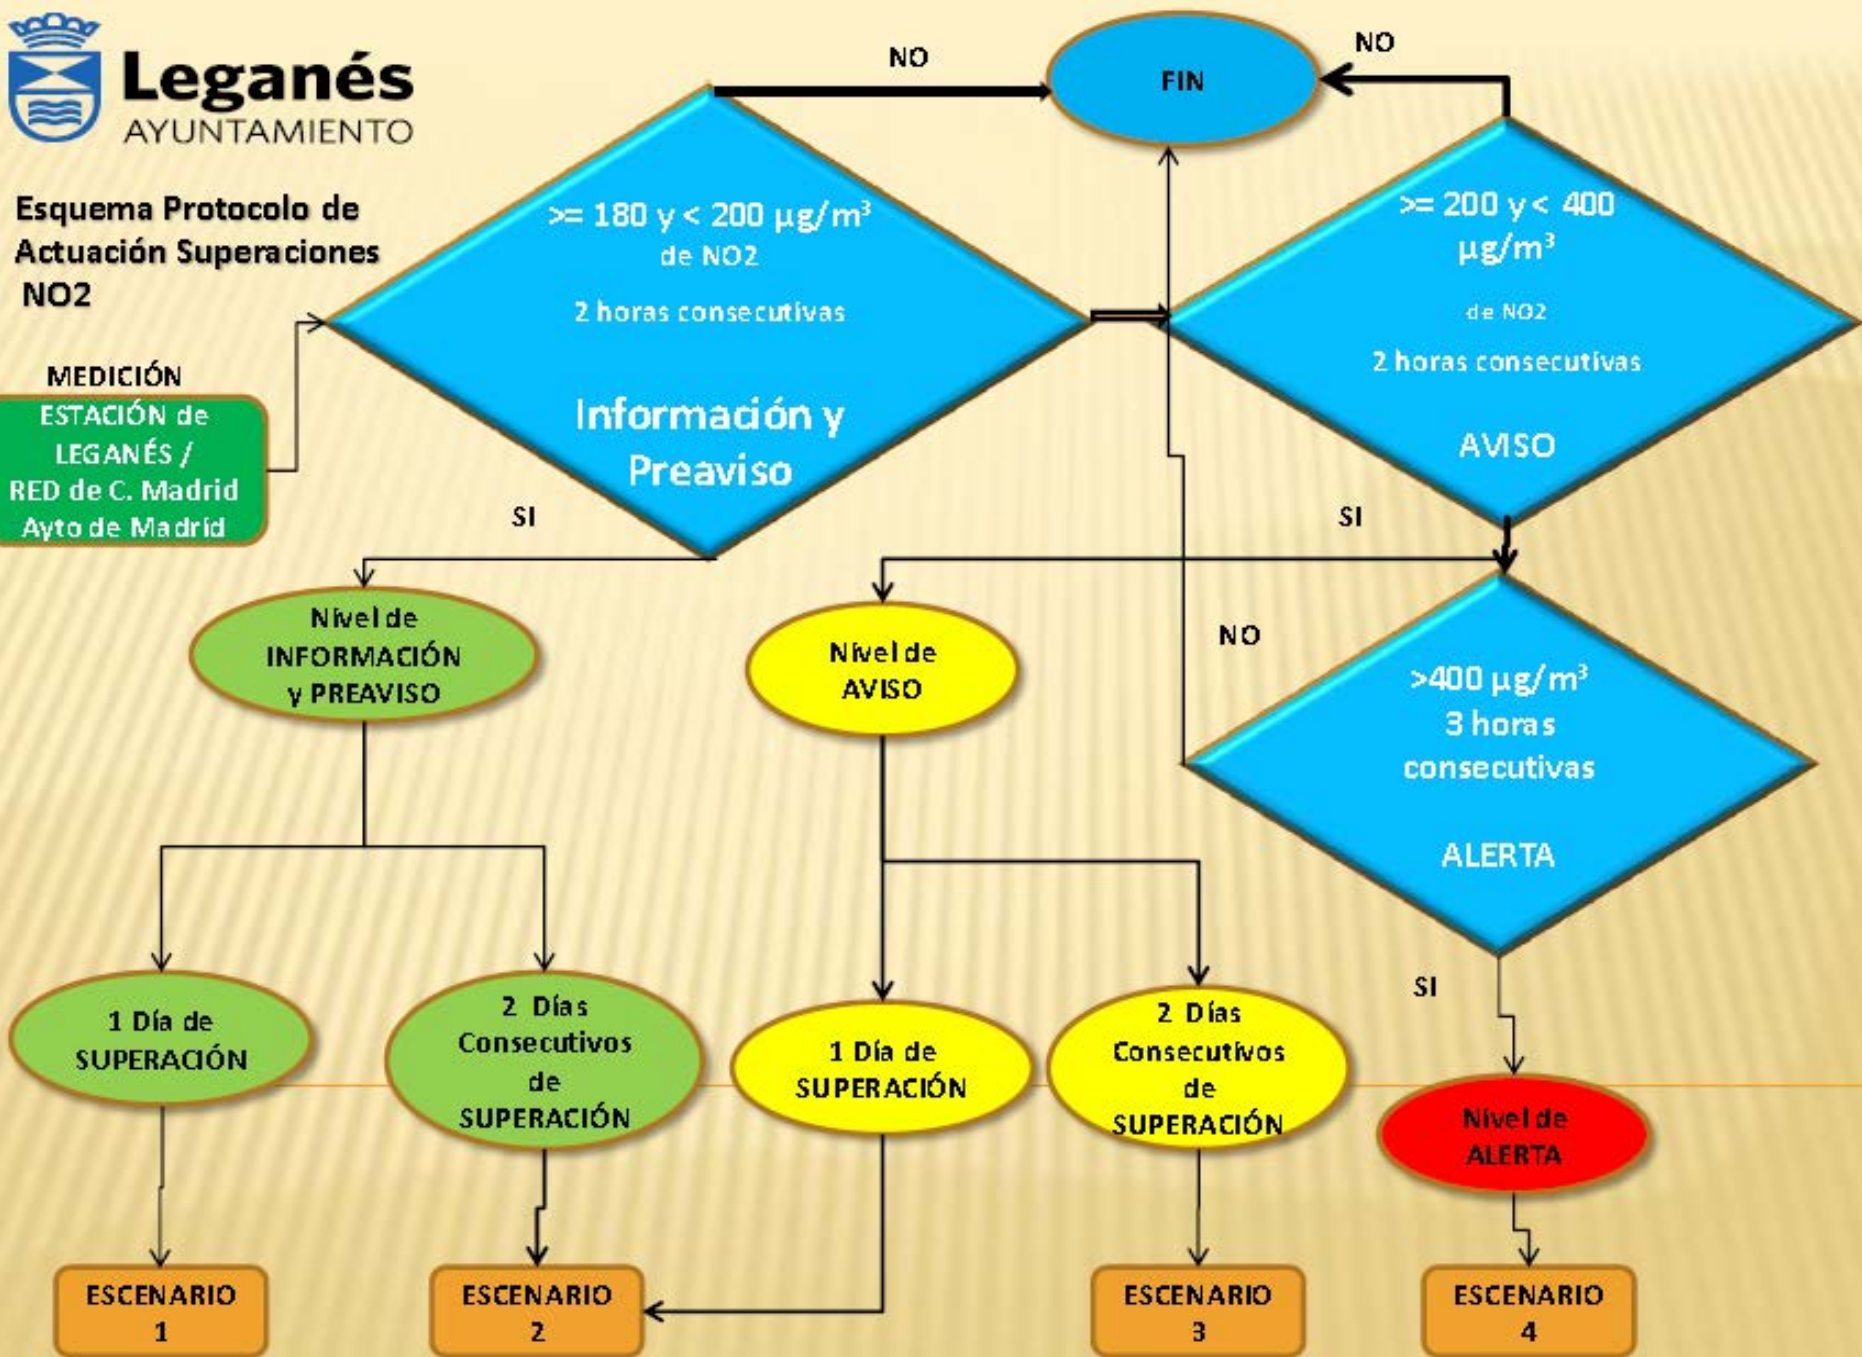 Leganés
AYUNTAMIENTO
Esquema Protocolo de
Actuación Superaciones
NO2
MEDICIÓN
ESTACIÓN de
LEGANÉS /
RED de C. Madrid
Ayto de Madrid
NO
FIN
NO
>= 180 y < 200 µg/m³
de NO2
2 horas consecutivas
Información y
Preaviso
>= 200 y < 400
µg/m³
de NO2
2 horas consecutivas
AVISO
SI
SI
Nivel de
INFORMACIÓN
y PREAVISO
Nivel de
AVISO
NO
>400 µg/m³
3 horas
consecutivas
ALERTA
SI
1 Día de
SUPERACIÓN
2 Días
Consecutivos
de
SUPERACIÓN
1 Día de
SUPERACIÓN
2 Días
Consecutivos
de
SUPERACIÓN
Nivel de
ALERTA
ESCENARIO
1
ESCENARIO
2
ESCENARIO
3
ESCENARIO
4